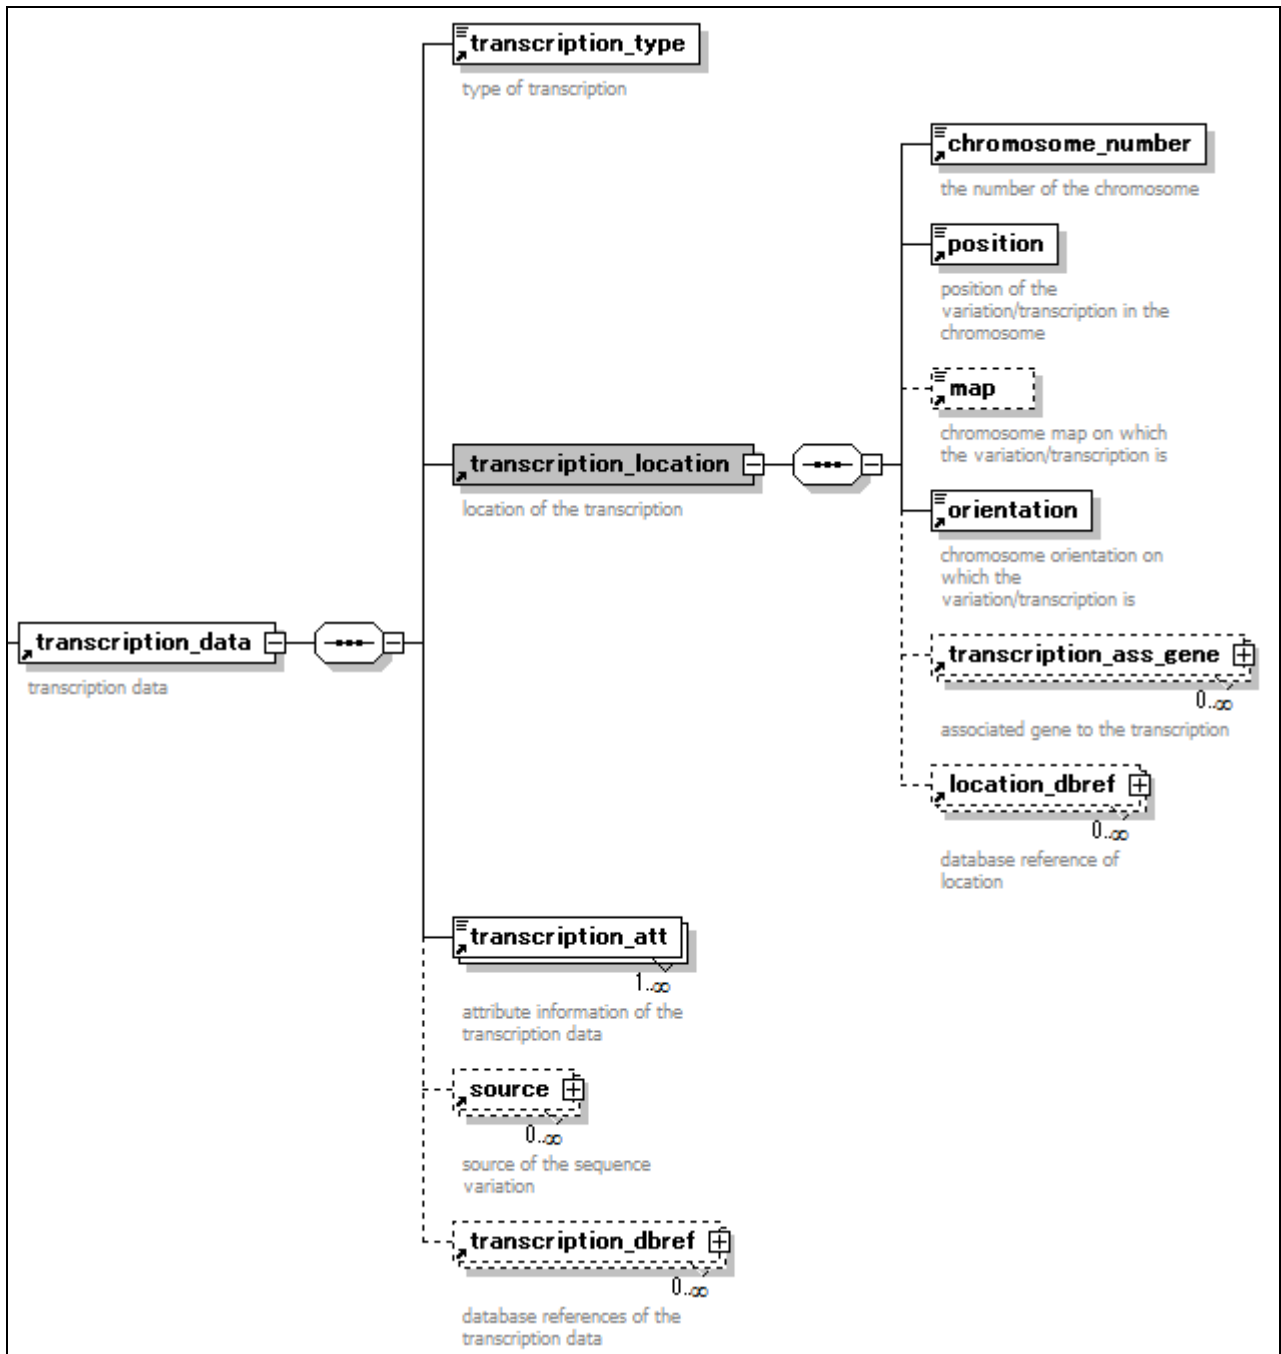 transcription_type
type of transcription
chromosome_number
the number of the chromosome
position
position of the
variation/transcription in the
chromosome
map
chromosome map on which
the variation/transcription is
transcription_location
location of the transcription
orientation
chromosome orientation on
which the
variation/transcription is
transcription_data
transcription data
transcription_ass_gene
0..∞
associated gene to the transcription
location_dbref
0..∞
database reference of
location
transcription_att
1..∞
attribute information of the
transcription data
source
0..∞
source of the sequence
variation
transcription_dbref
0..∞
database references of the
transcription data